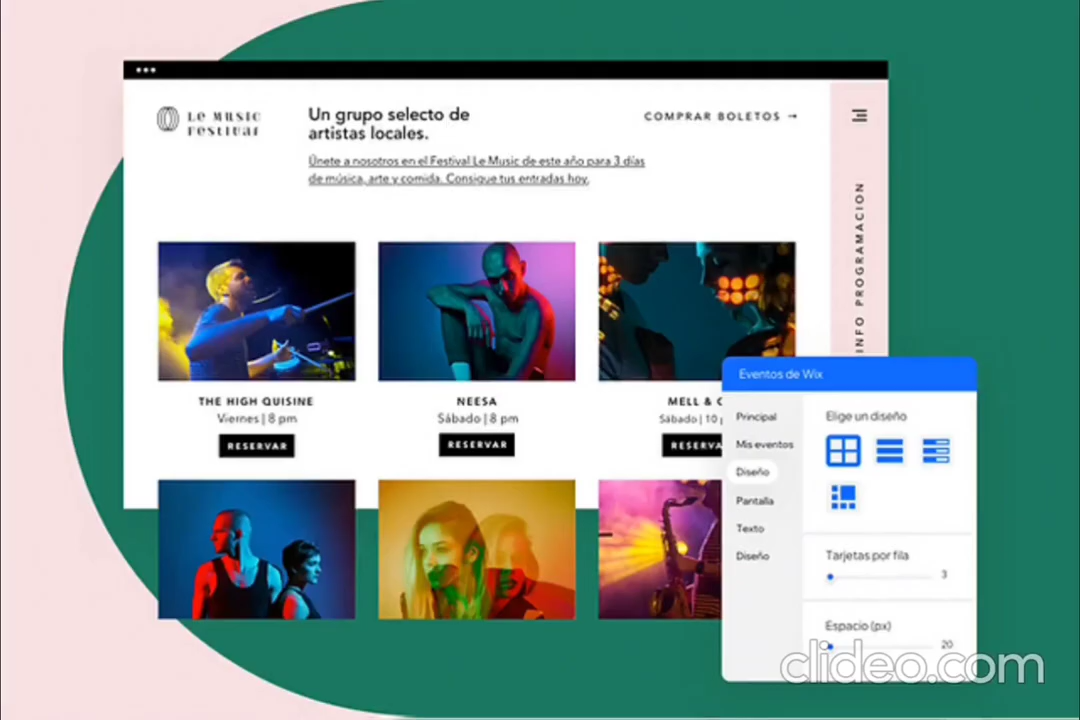 Le Music
Festival
Un grupo selecto de
artistas locales.
COMPRAR BOLETOS →
Únete a nosotros en el Festival Le Music de este año para 3 días
de música, arte y comida. Consigue tus entradas hoy.
INFO PROGRAMACION
THE HIGH QUISINE
Viernes | 8 pm
RESERVAR
NEESA
Sábado | 8 pm
RESERVAR
MELL & C
Sábado | 10 p
RESERVA
Eventos de Wix
Principal
Mis eventos
Diseño
Pantalla
Texto
Diseño
Elige un diseño
Tarjetas por fila
3
Espacio (px)
20
clideo.com